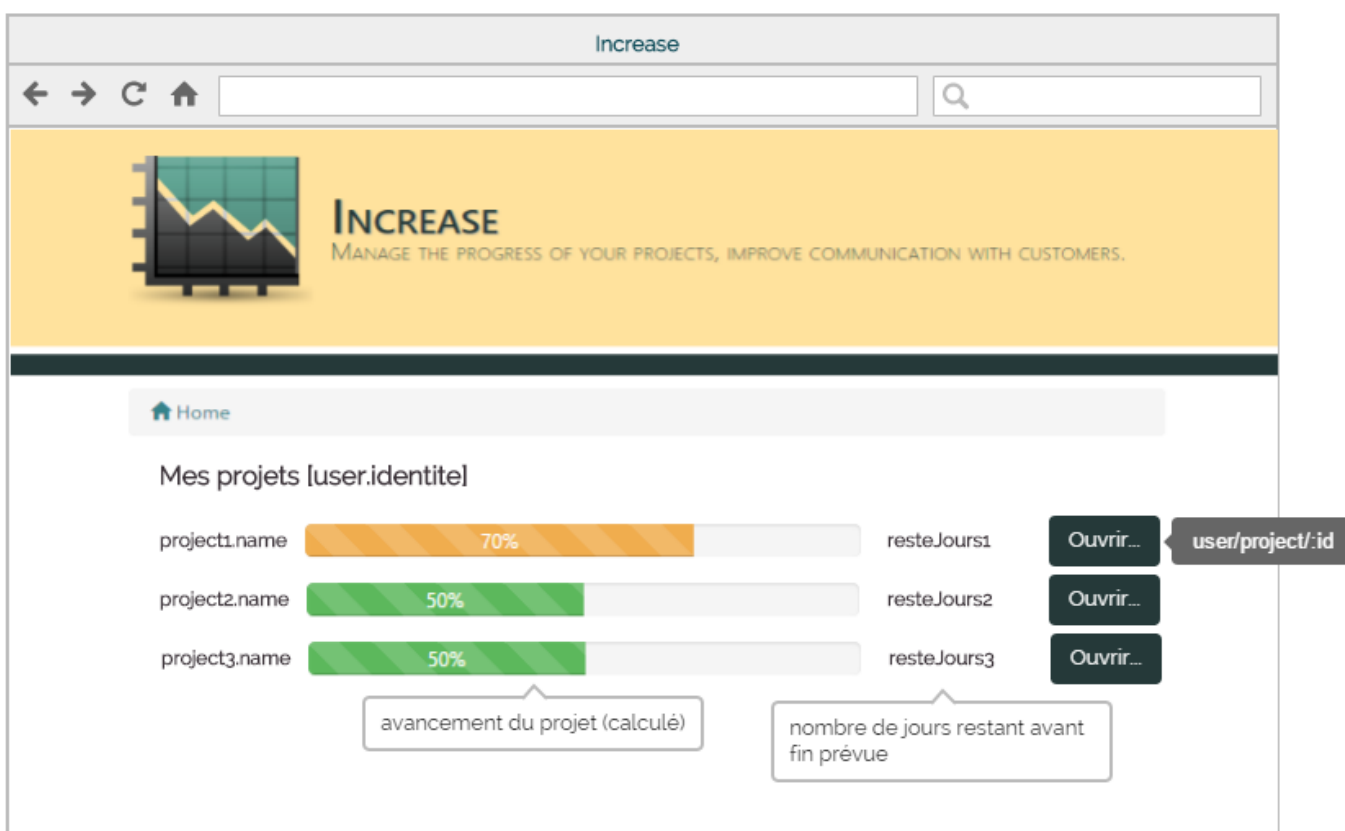 Increase
INCREASE
MANAGE THE PROGRESS OF YOUR PROJECTS, IMPROVE COMMUNICATION WITH CUSTOMERS.
Home
Mes projets [user.identite]
project1.name 70% resteJours1 Ouvrir... user/project/:id
project2.name 50% resteJours2 Ouvrir...
project3.name 50% resteJours3 Ouvrir...
avancement du projet (calculé)
nombre de jours restant avant
fin prévue